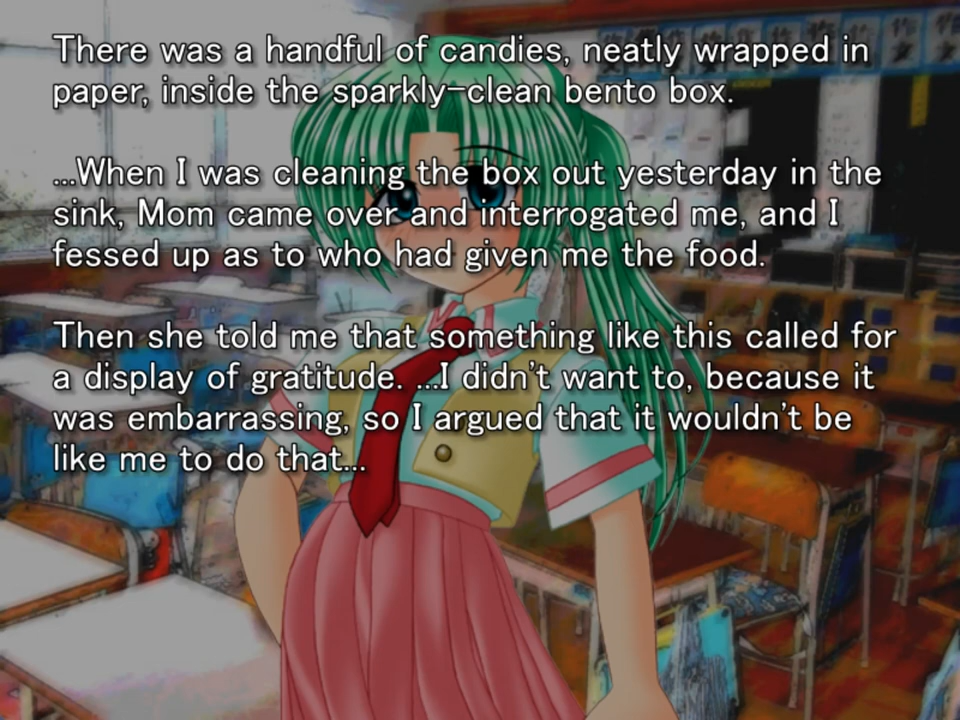 There was a handful of candies, neatly wrapped in
paper, inside the sparkly-clean bento box.
...When I was cleaning the box out yesterday in the
sink, Mom came over and interrogated me, and I
fessed up as to who had given me the food.
Then she told me that something like this called for
a display of gratitude. ...I didn't want to, because it
was embarrassing, so I argued that it wouldn't be
like me to do that...